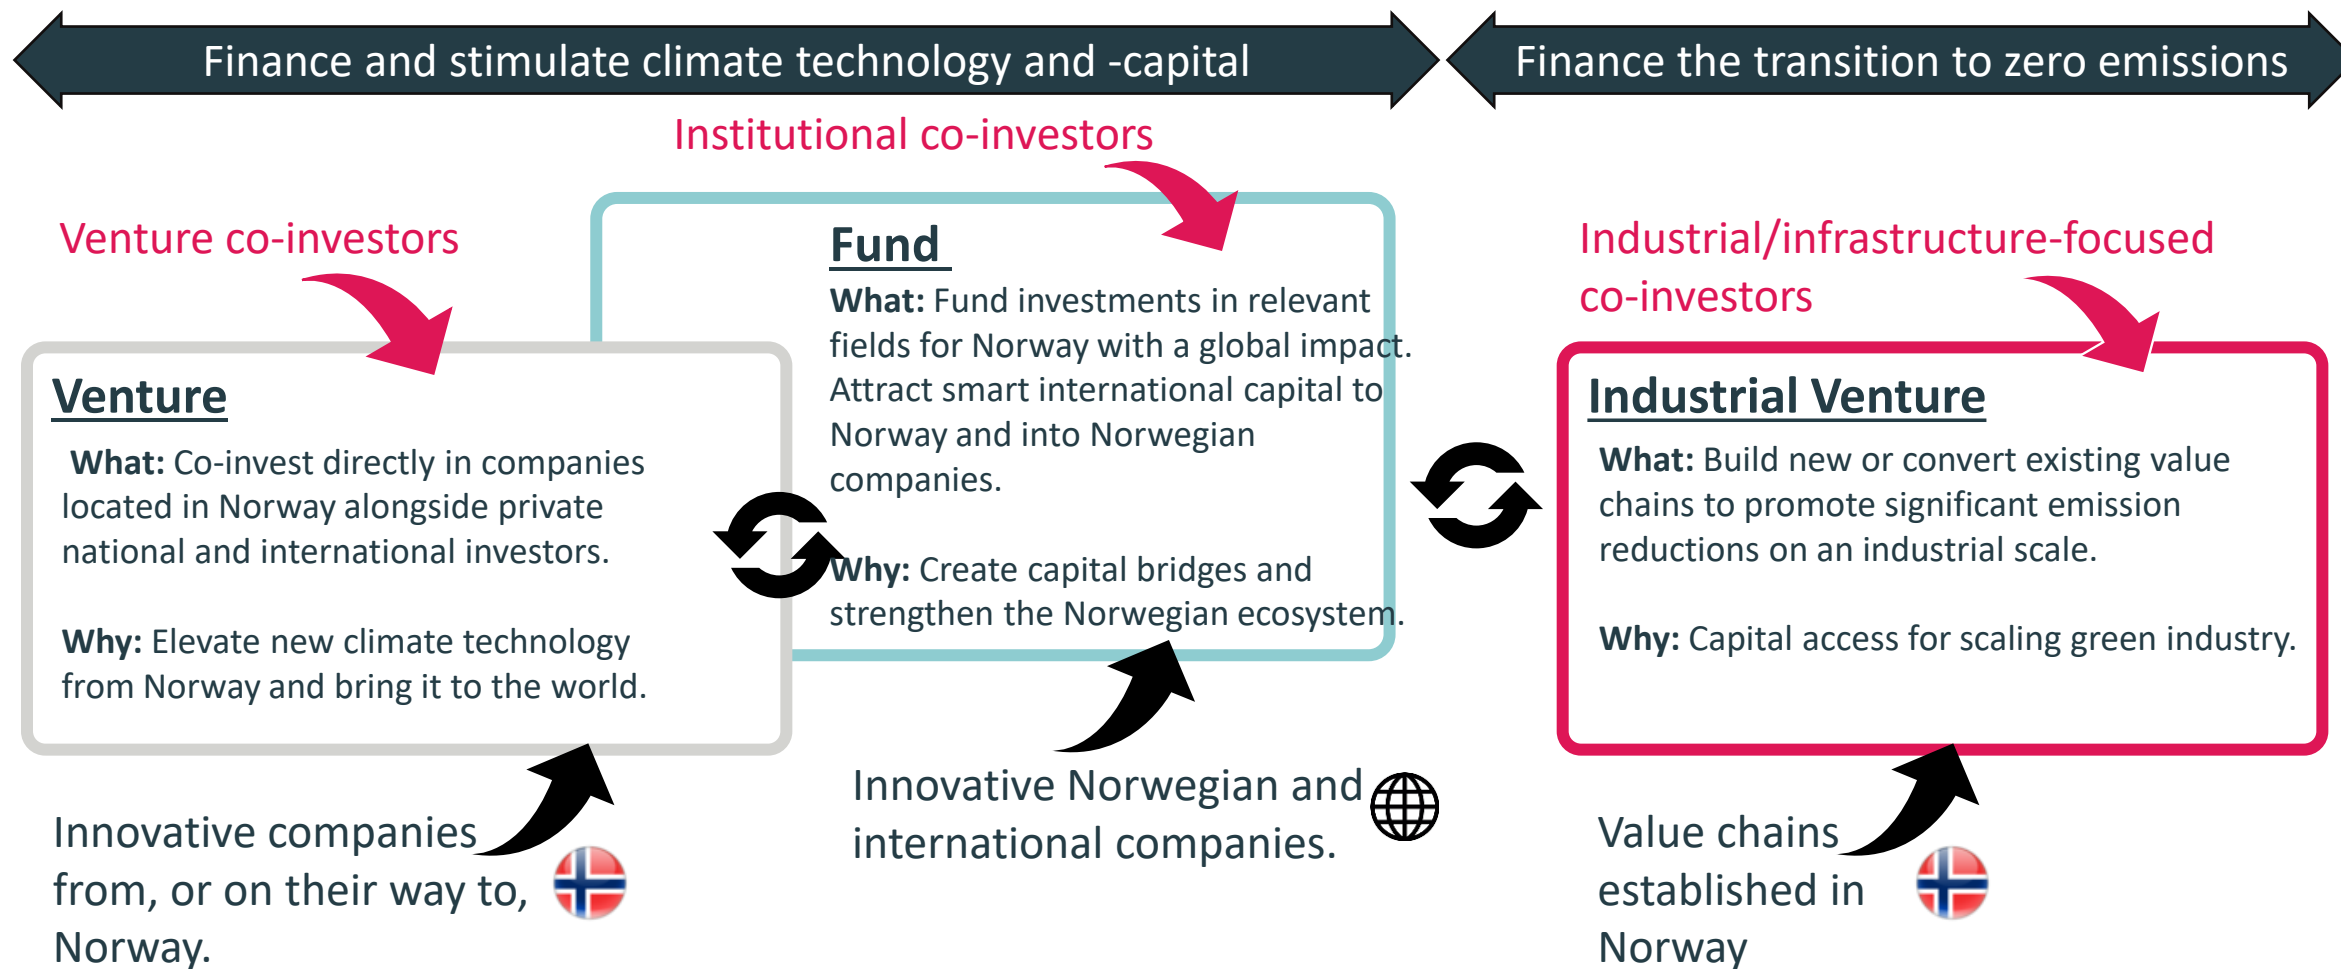 Finance and stimulate climate technology and -capital
Finance the transition to zero emissions
Institutional co-investors
Venture co-investors
Industrial/infrastructure-focused
co-investors
Venture
What: Co-invest directly in companies
located in Norway alongside private
national and international investors.
Why: Elevate new climate technology
from Norway and bring it to the world.
Fund
What: Fund investments in relevant
fields for Norway with a global impact.
Attract smart international capital to
Norway and into Norwegian
companies.
Why: Create capital bridges and
strengthen the Norwegian ecosystem.
Industrial Venture
What: Build new or convert existing value
chains to promote significant emission
reductions on an industrial scale.
Why: Capital access for scaling green industry.
Innovative companies
from, or on their way to,
Norway.
Innovative Norwegian and
international companies.
Value chains
established in
Norway